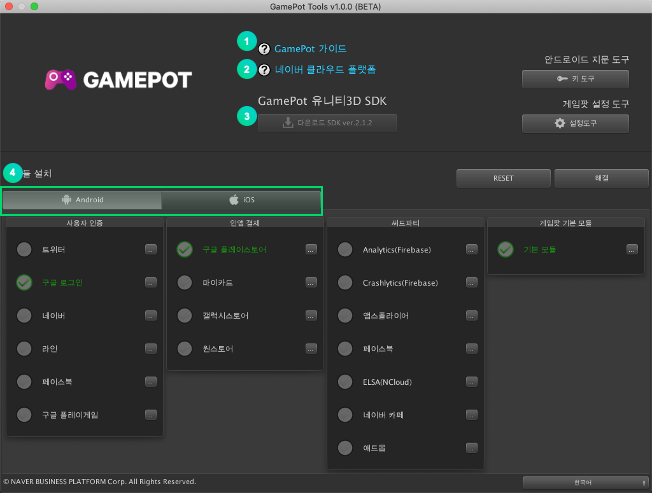 GamePot Tools v1.0.0 (BETA)
GAMEPOT
1
? GamePot 가이드
2
? 네이버 클라우드 플랫폼
GamePot 유니티3D SDK
3
다운로드 SDK ver.2.1.2
안드로이드 지문 도구
키 도구
게임팟 설정 도구
설정도구
4
듈 설치
RESET
해결
Android
iOS
사용자 인증
트위터 ...
구글 로그인 ...
네이버 ...
라인 ...
페이스북 ...
구글 플레이게임 ...
인앱 결제
구글 플레이스토어 ...
마이카드 ...
갤럭시스토어 ...
원스토어 ...
써드파티
Analytics(Firebase) ...
Crashlytics(Firebase) ...
앱스플라이어 ...
페이스북 ...
ELSA(NCloud) ...
네이버 카페 ...
애드몹 ...
게임팟 기본 모듈
기본 모듈 ...
© NAVER BUSINESS PLATFORM Corp. All Rights Reserved.
한국어